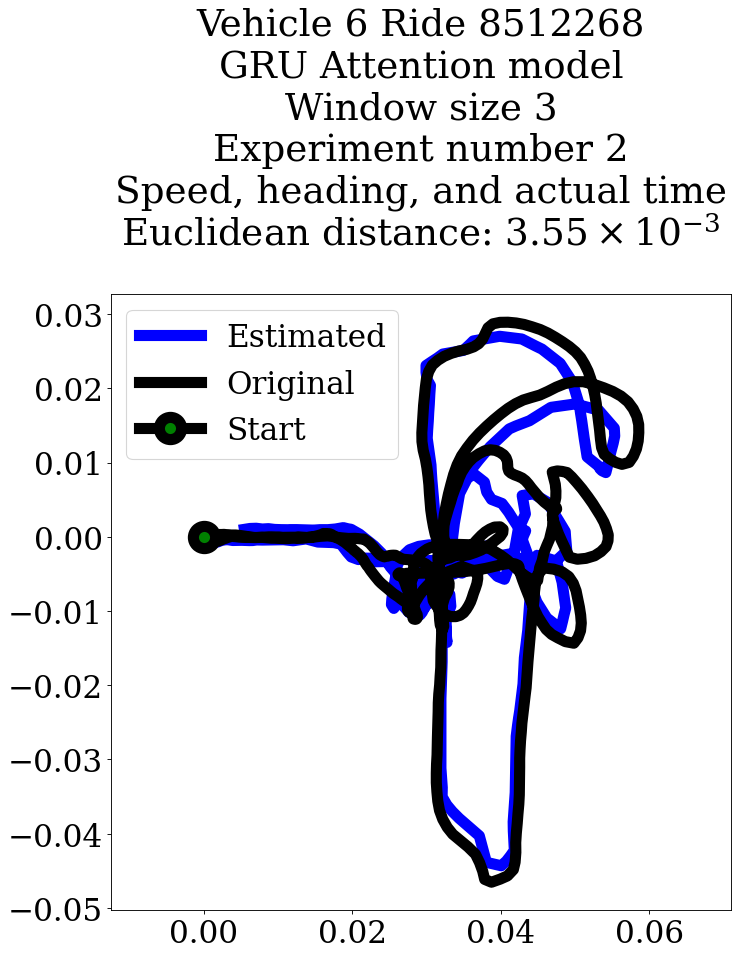 Vehicle 6 Ride 8512268
GRU Attention model
Window size 3
Experiment number 2
Speed, heading, and actual time
Euclidean distance: 3.55 × 10⁻³
Estimated
Original
Start
0.03
0.02
0.01
0.00
−0.01
−0.02
−0.03
−0.04
−0.05
0.00 0.02 0.04 0.06